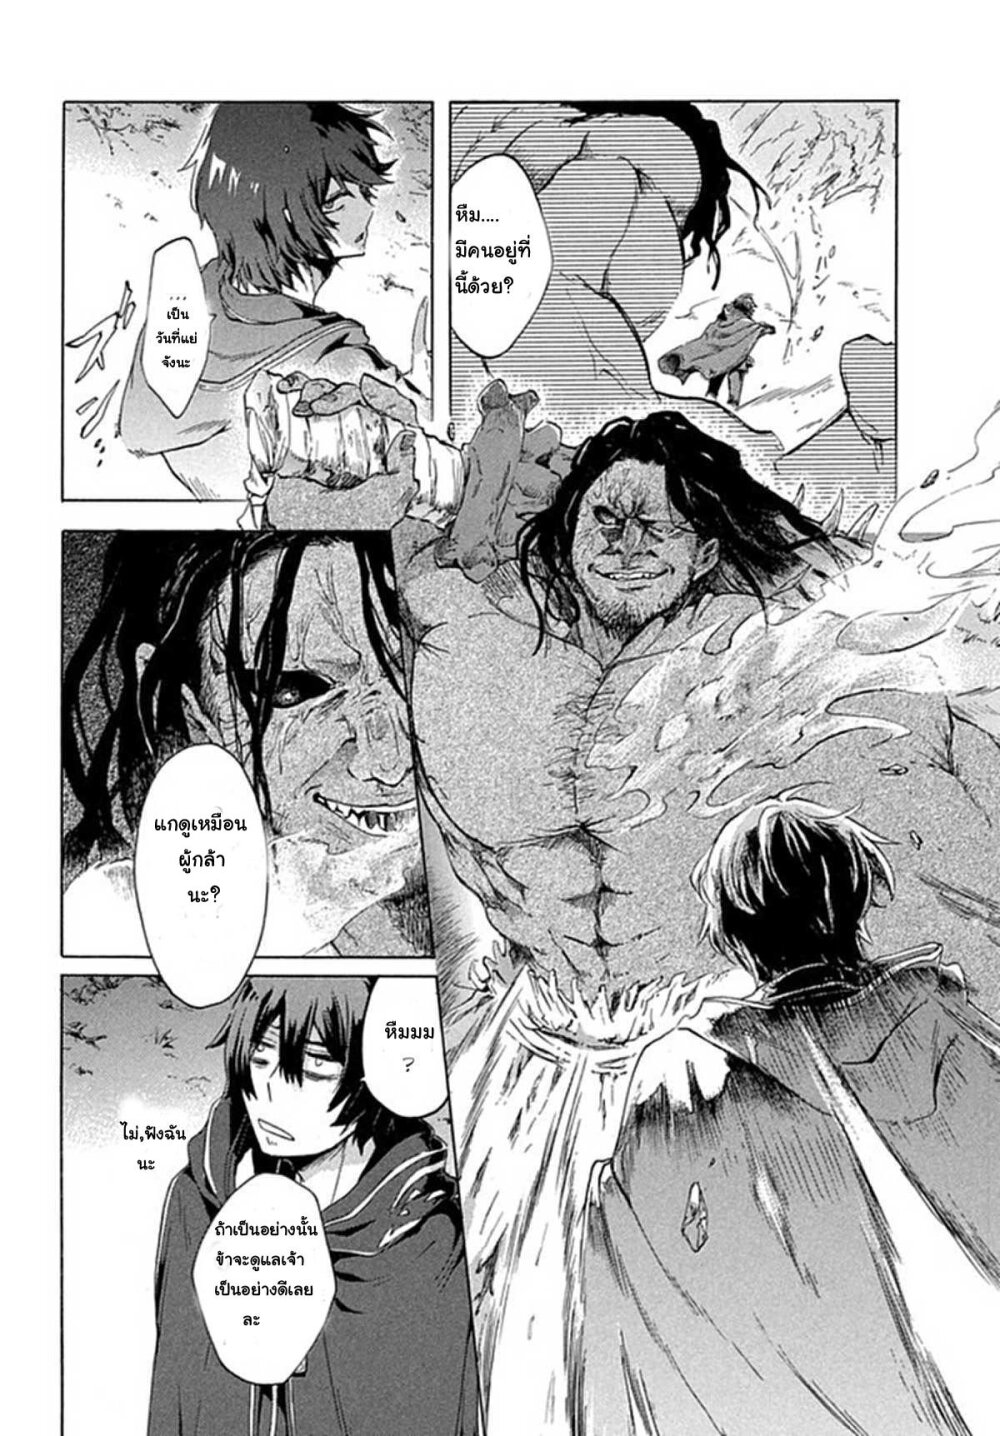 หืม....
มีคนอยู่ที่
นี้ด้วย?
...
เป็น
วันที่แย่
จังนะ
แกดูเหมือน
ผู้กล้า
นะ?
หืมมม
?
ไม่,ฟังฉัน
นะ
ถ้าเป็นอย่างนั้น
ข้าจะดูแลเจ้า
เป็นอย่างดีเลย
ละ